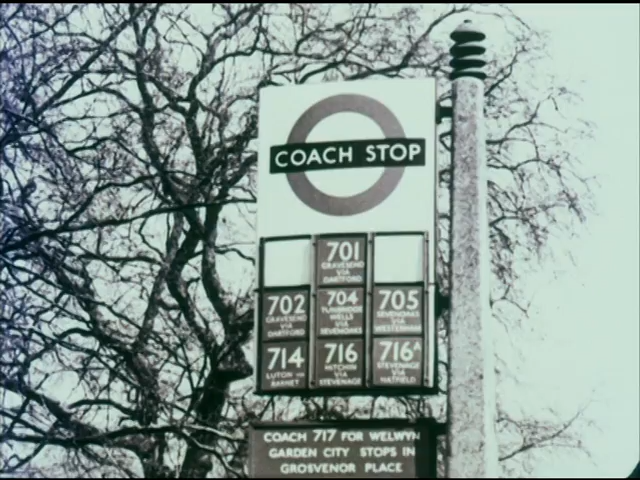 COACH STOP
701
GRAVESEND
VIA
DARTFORD
702
GRAVESEND
VIA
DARTFORD
704
TUNBRIDGE
WELLS
VIA
SEVENOAKS
705
SEVENOAKS
VIA
WESTERHAM
714
LUTON VIA
BARNET
716
HITCHIN
VIA
STEVENAGE
716A
STEVENAGE
VIA
HATFIELD
COACH 717 FOR WELWYN
GARDEN CITY STOPS IN
GROSVENOR PLACE